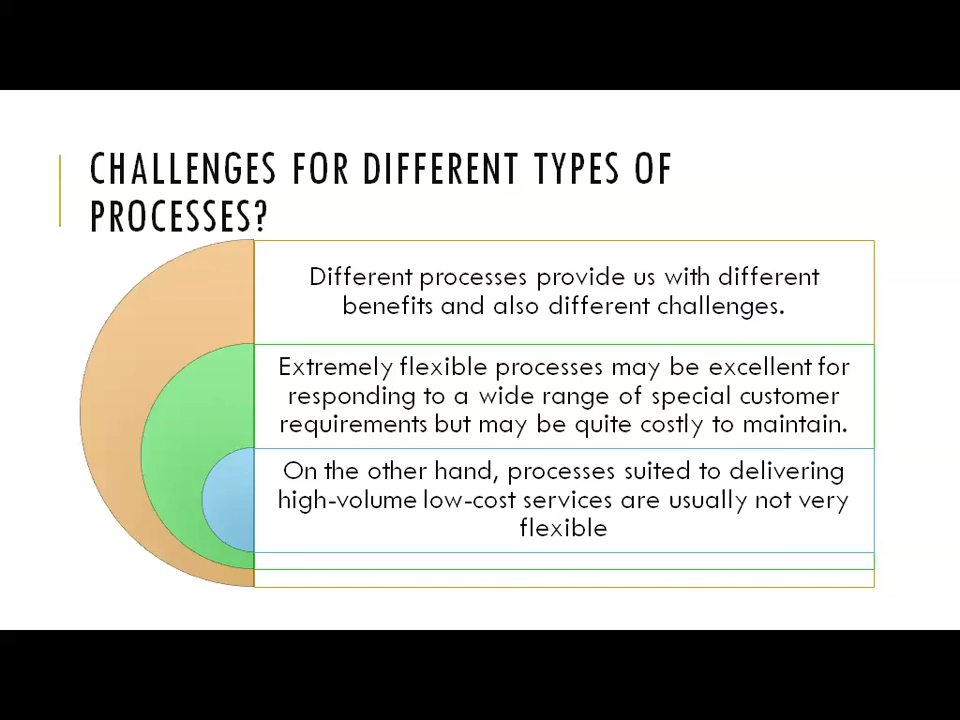 CHALLENGES FOR DIFFERENT TYPES OF
PROCESSES?
Different processes provide us with different
benefits and also different challenges.
Extremely flexible processes may be excellent for
responding to a wide range of special customer
requirements but may be quite costly to maintain.
On the other hand, processes suited to delivering
high-volume low-cost services are usually not very
flexible